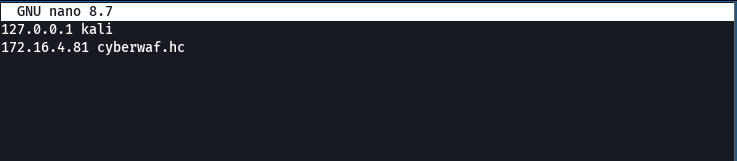 GNU nano 8.7
127.0.0.1 kali
172.16.4.81 cyberwaf.hc